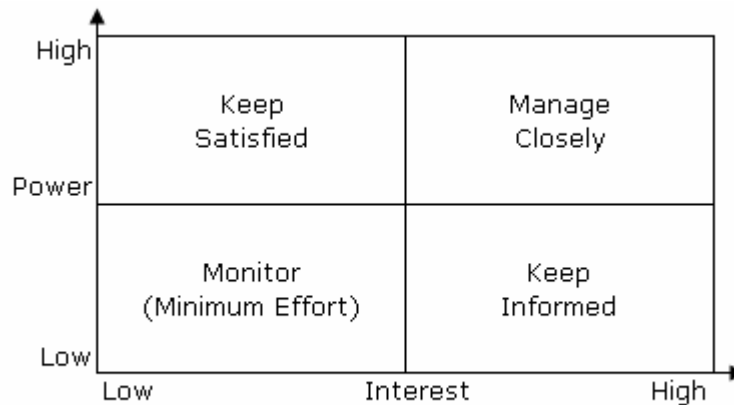 High
Keep
Satisfied
Manage
Closely
Power
Monitor
(Minimum Effort)
Keep
Informed
Low
Low
Interest
High